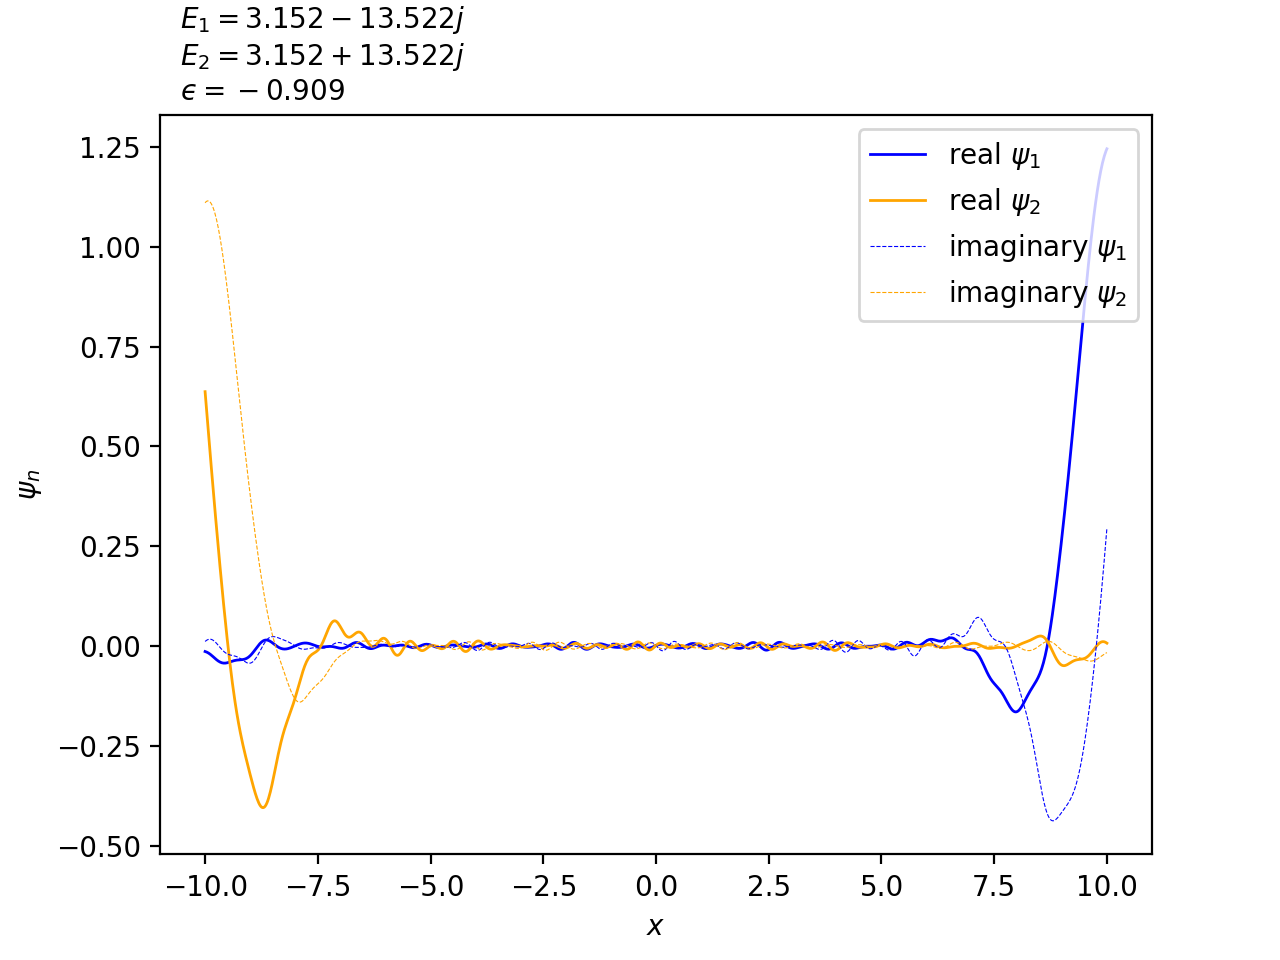 E₁ = 3.152 − 13.522j
E₂ = 3.152 + 13.522j
ϵ = − 0.909
1.25
1.00
0.75
0.50
0.25
0.00
−0.25
−0.50
ψₙ
real ψ₁
real ψ₂
imaginary ψ₁
imaginary ψ₂
−10.0 −7.5 −5.0 −2.5 0.0 2.5 5.0 7.5 10.0
x